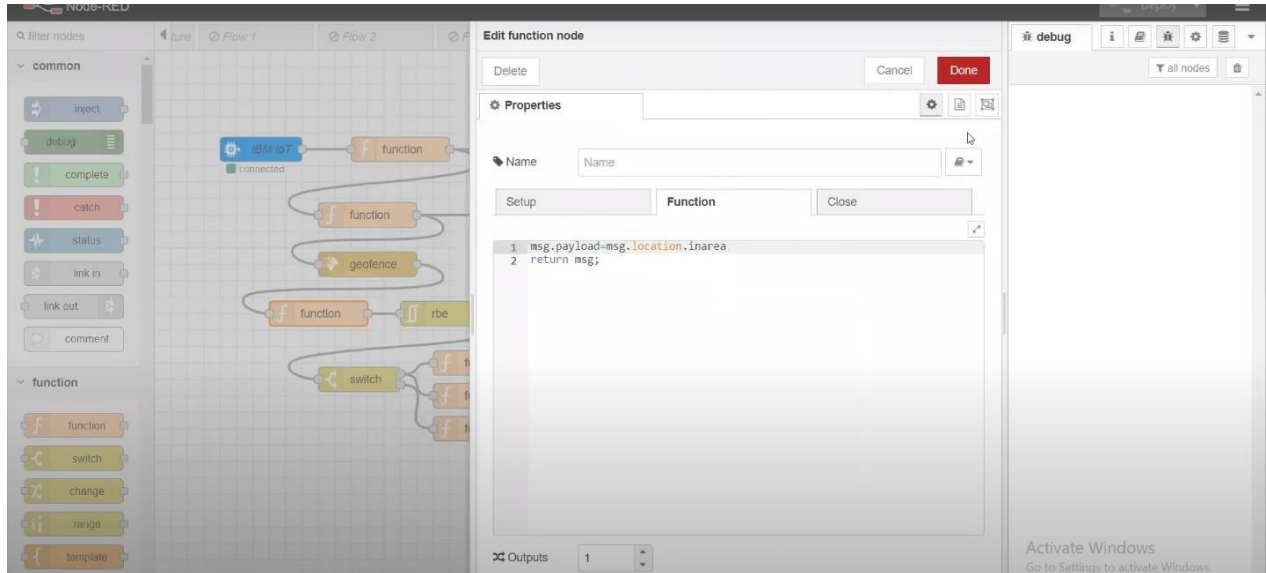 Node-RED
Deploy
filter nodes
ture
Flow 1
Flow 2
F
common
inject
debug
complete
catch
status
link in
link out
comment
function
function
switch
change
range
template
IBM IoT
connected
function
function
geofence
function
rbe
switch
f
f
f
Edit function node
Delete
Cancel
Done
Properties
Name
Name
Setup
Function
Close
1 msg.payload=msg.location.inarea
2 return msg;
Outputs
1
debug
i
all nodes
Activate Windows
Go to Settings to activate Windows.